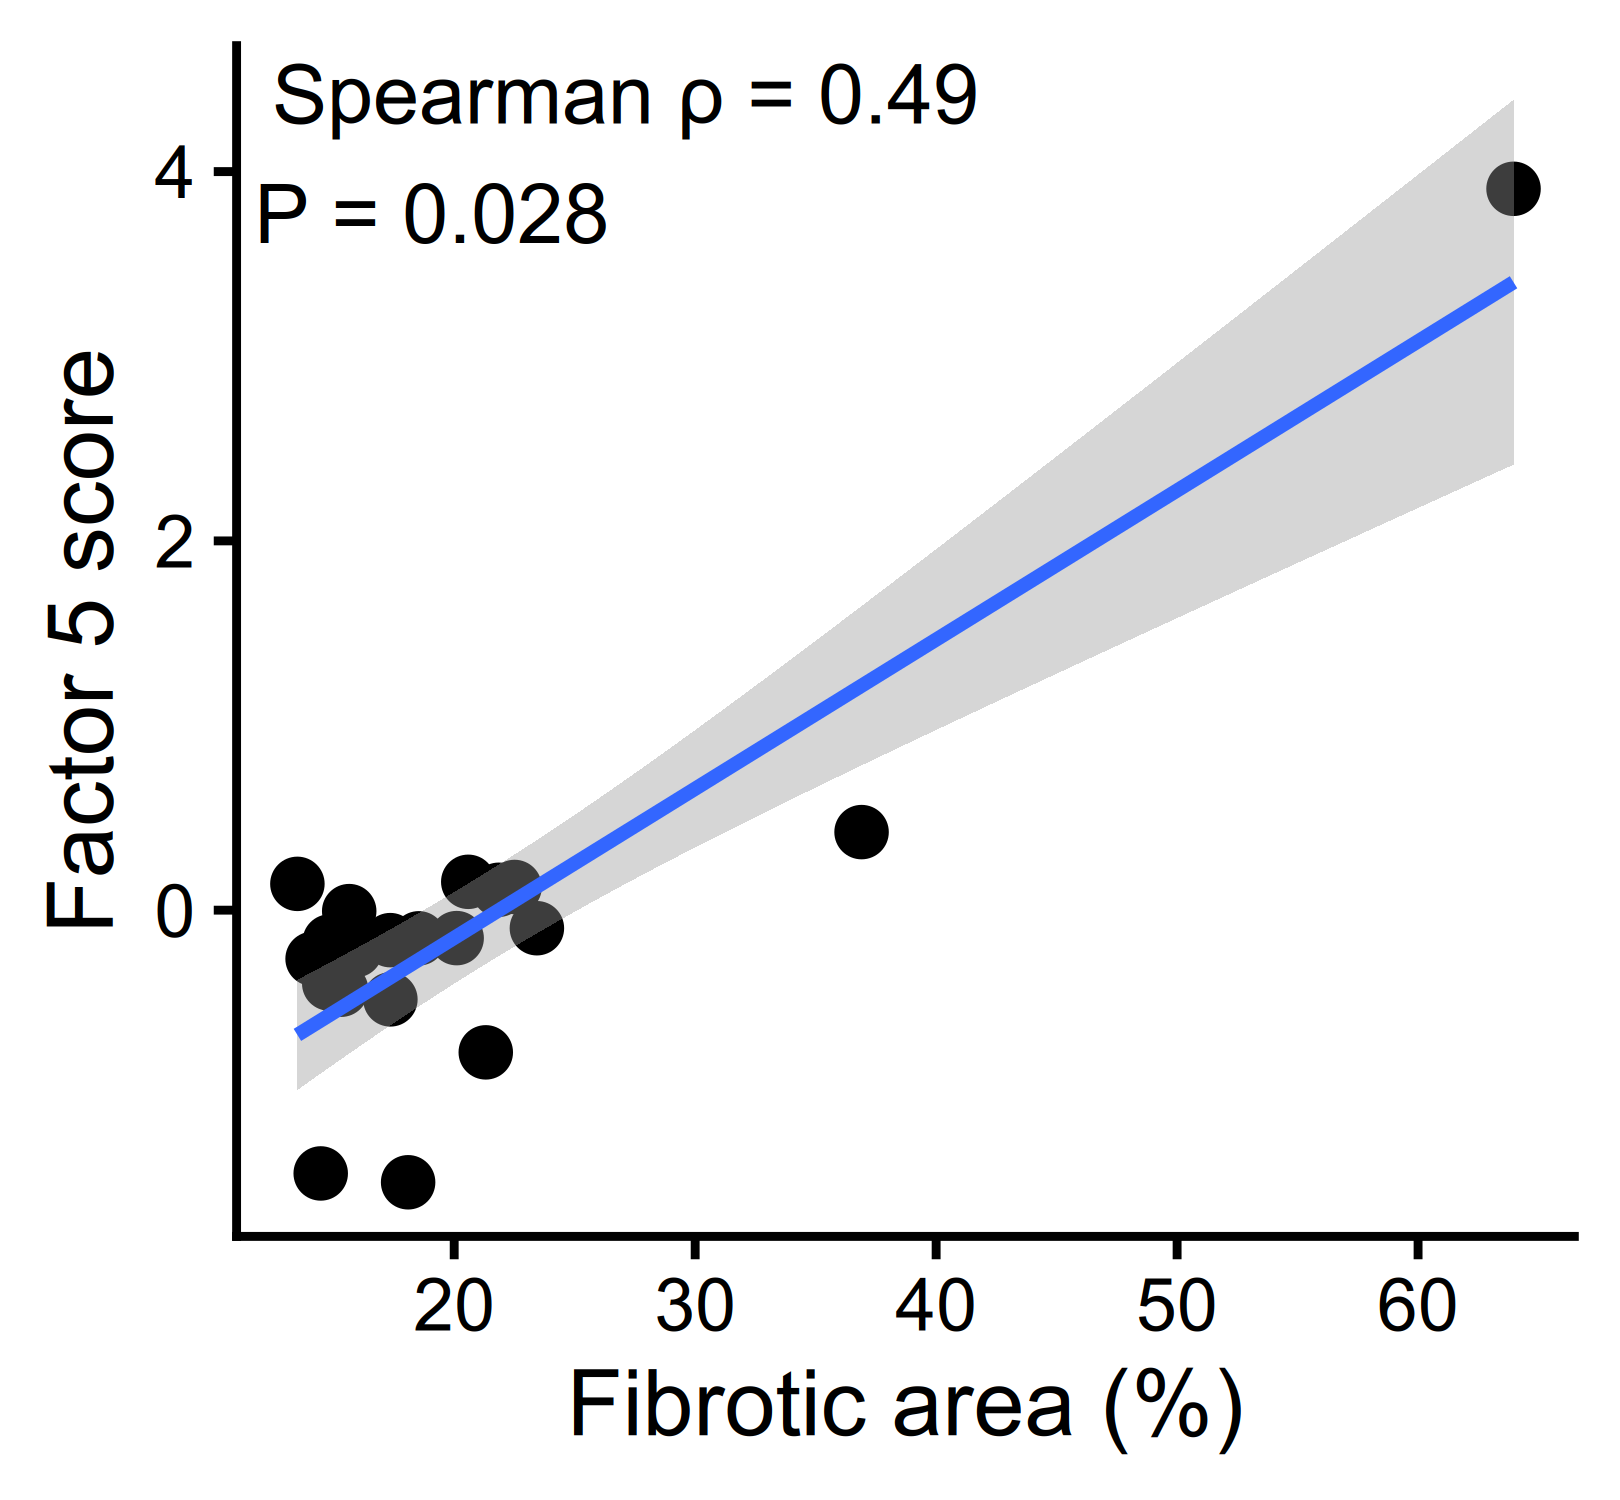 Spearman ρ = 0.49
P = 0.028
Factor 5 score
4
2
0
20 30 40 50 60
Fibrotic area (%)